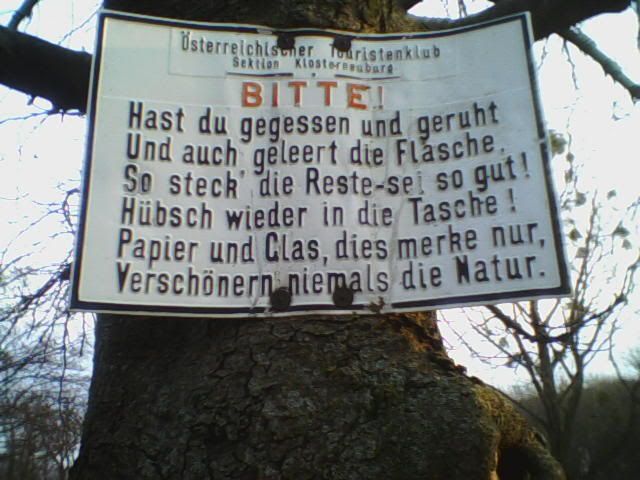 Österreichischer Touristenklub
Sektion Klosterneuburg
BITTE!
Hast du gegessen und geruht
Und auch geleert die Flasche,
So steck' die Reste-sei so gut!
Hübsch wieder in die Tasche!
Papier und Glas, dies merke nur,
Verschönern niemals die Natur.